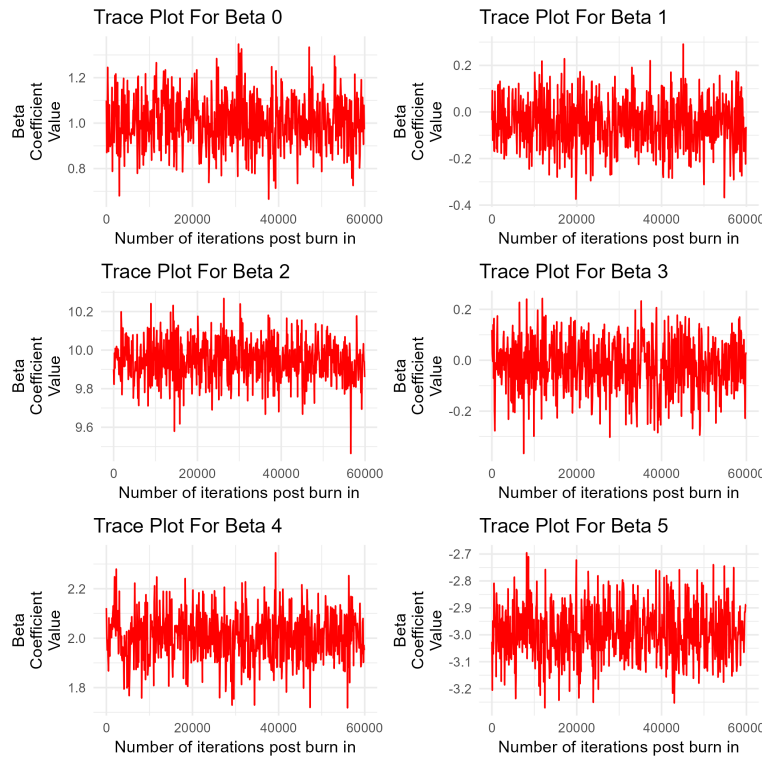 Trace Plot For Beta 0
Beta
Coefficient
Value
1.2
1.0
0.8
0
20000
40000
60000
Number of iterations post burn in
Trace Plot For Beta 1
Beta
Coefficient
Value
0.2
0.0
-0.2
-0.4
0
20000
40000
60000
Number of iterations post burn in
Trace Plot For Beta 2
Beta
Coefficient
Value
10.2
10.0
9.8
9.6
0
20000
40000
60000
Number of iterations post burn in
Trace Plot For Beta 3
Beta
Coefficient
Value
0.2
0.0
-0.2
0
20000
40000
60000
Number of iterations post burn in
Trace Plot For Beta 4
Beta
Coefficient
Value
2.2
2.0
1.8
0
20000
40000
60000
Number of iterations post burn in
Trace Plot For Beta 5
Beta
Coefficient
Value
-2.7
-2.8
-2.9
-3.0
-3.1
-3.2
0
20000
40000
60000
Number of iterations post burn in